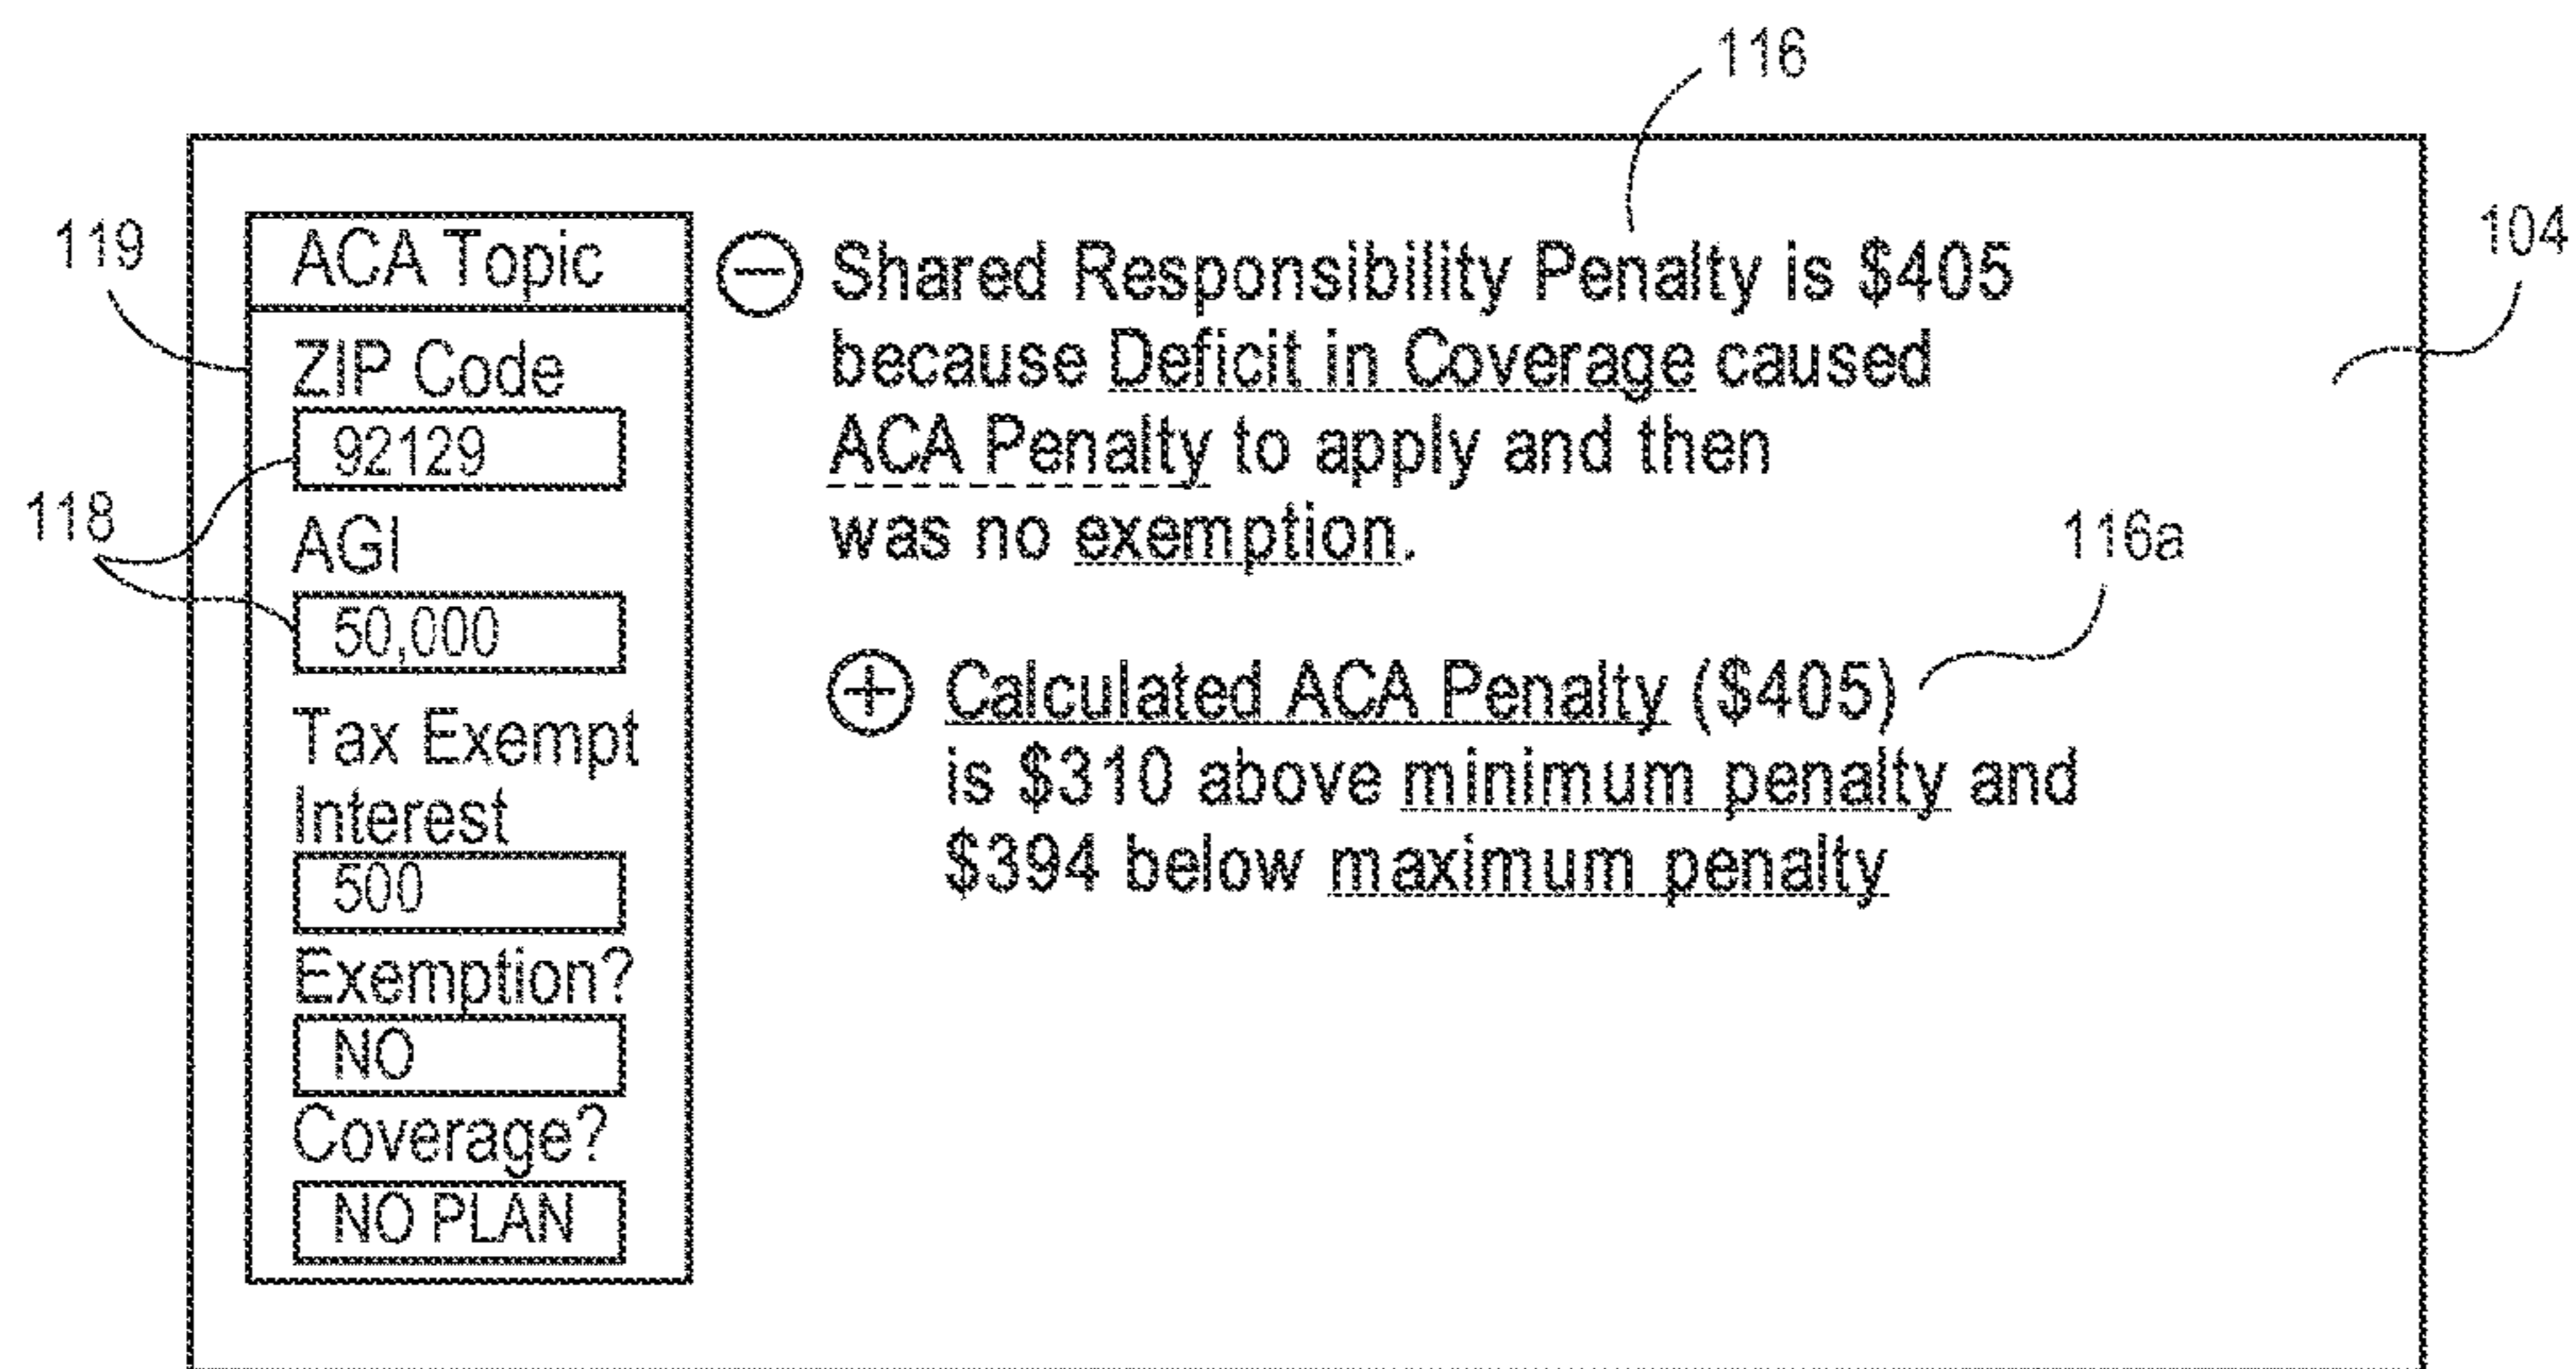 116
104
119
ACA Topic
ZIP Code
92129
118
AGI
50,000
Tax Exempt
Interest
500
Exemption?
NO
Coverage?
NO PLAN
Shared Responsibility Penalty is $405
because Deficit in Coverage caused
ACA Penalty to apply and then
was no exemption.
116a
Calculated ACA Penalty ($405)
is $310 above minimum penalty and
$394 below maximum penalty